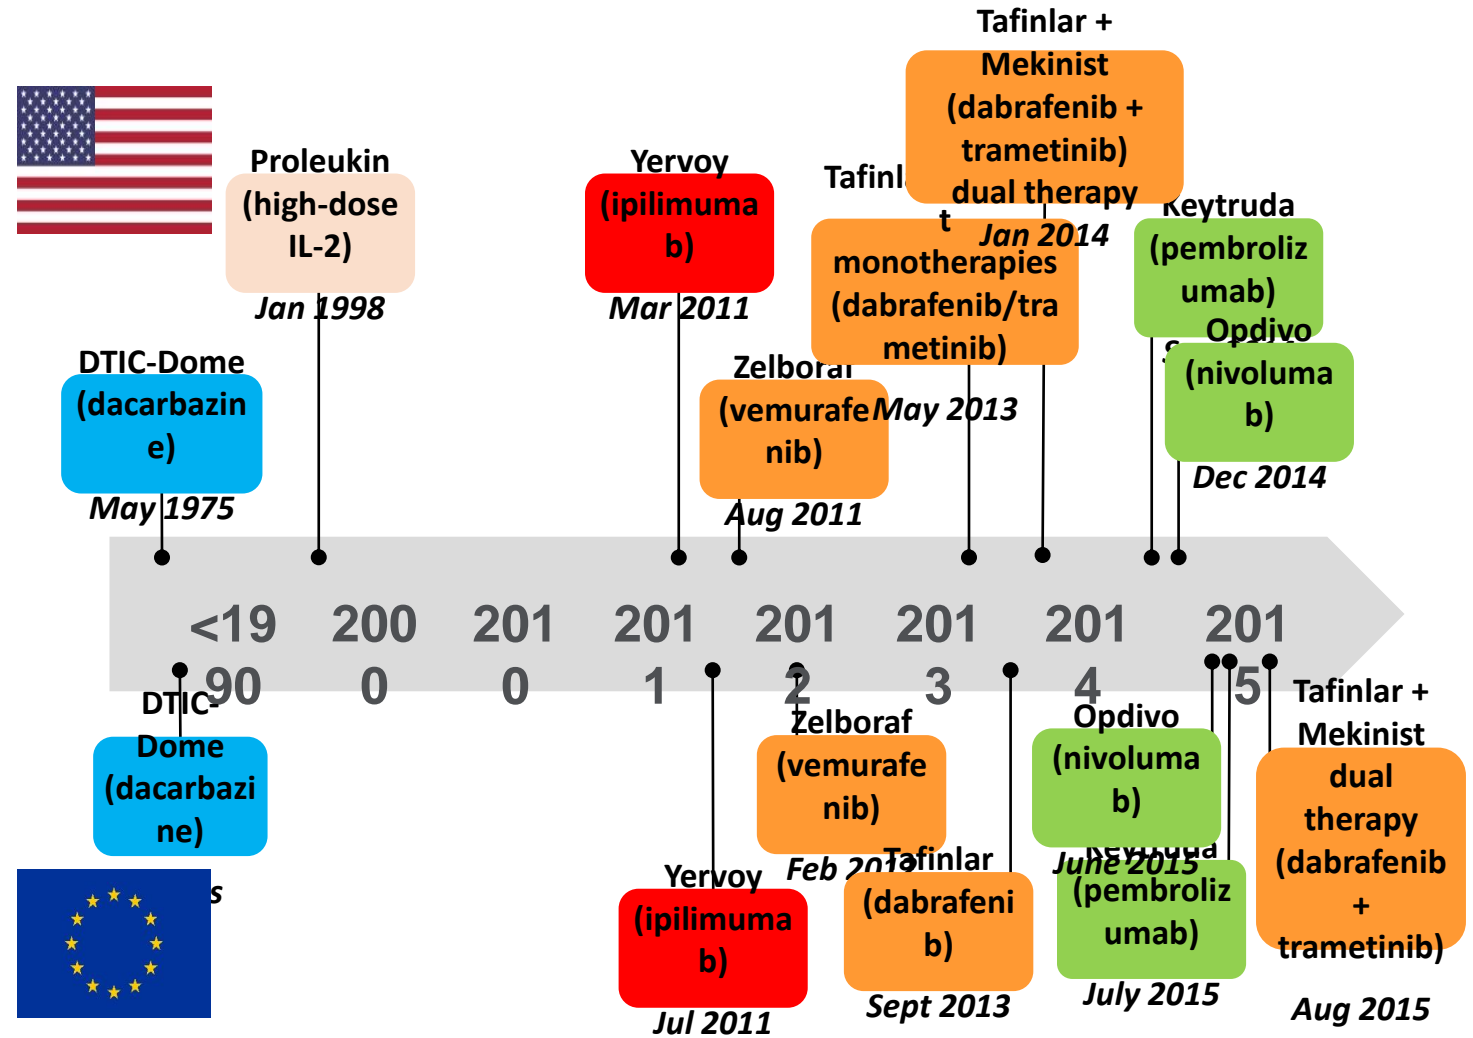 Tafinlar +
Mekinist
(dabrafenib +
trametinib)
dual therapy
Jan 2014
Proleukin
(high-dose
IL-2)
Jan 1998
Yervoy
(ipilimuma
b)
Mar 2011
t
monotherapies
(dabrafenib/tra
metinib)
May 2013
Keytruda
(pembroliz
umab)
Opdivo
(nivoluma
b)
Dec 2014
DTIC-Dome
(dacarbazin
e)
May 1975
Zelboraf
(vemurafe
nib)
Aug 2011
<19
90
200
0
201
0
201
1
201
2
201
3
201
4
201
5
DTIC-
Dome
(dacarbazi
ne)
s
Yervoy
(ipilimuma
b)
Jul 2011
Zelboraf
(vemurafe
nib)
Feb 2012
Tafinlar
(dabrafeni
b)
Sept 2013
Opdivo
(nivoluma
b)
June 2015
Keytruda
(pembroliz
umab)
July 2015
Tafinlar +
Mekinist
dual
therapy
(dabrafenib
+
trametinib)
Aug 2015